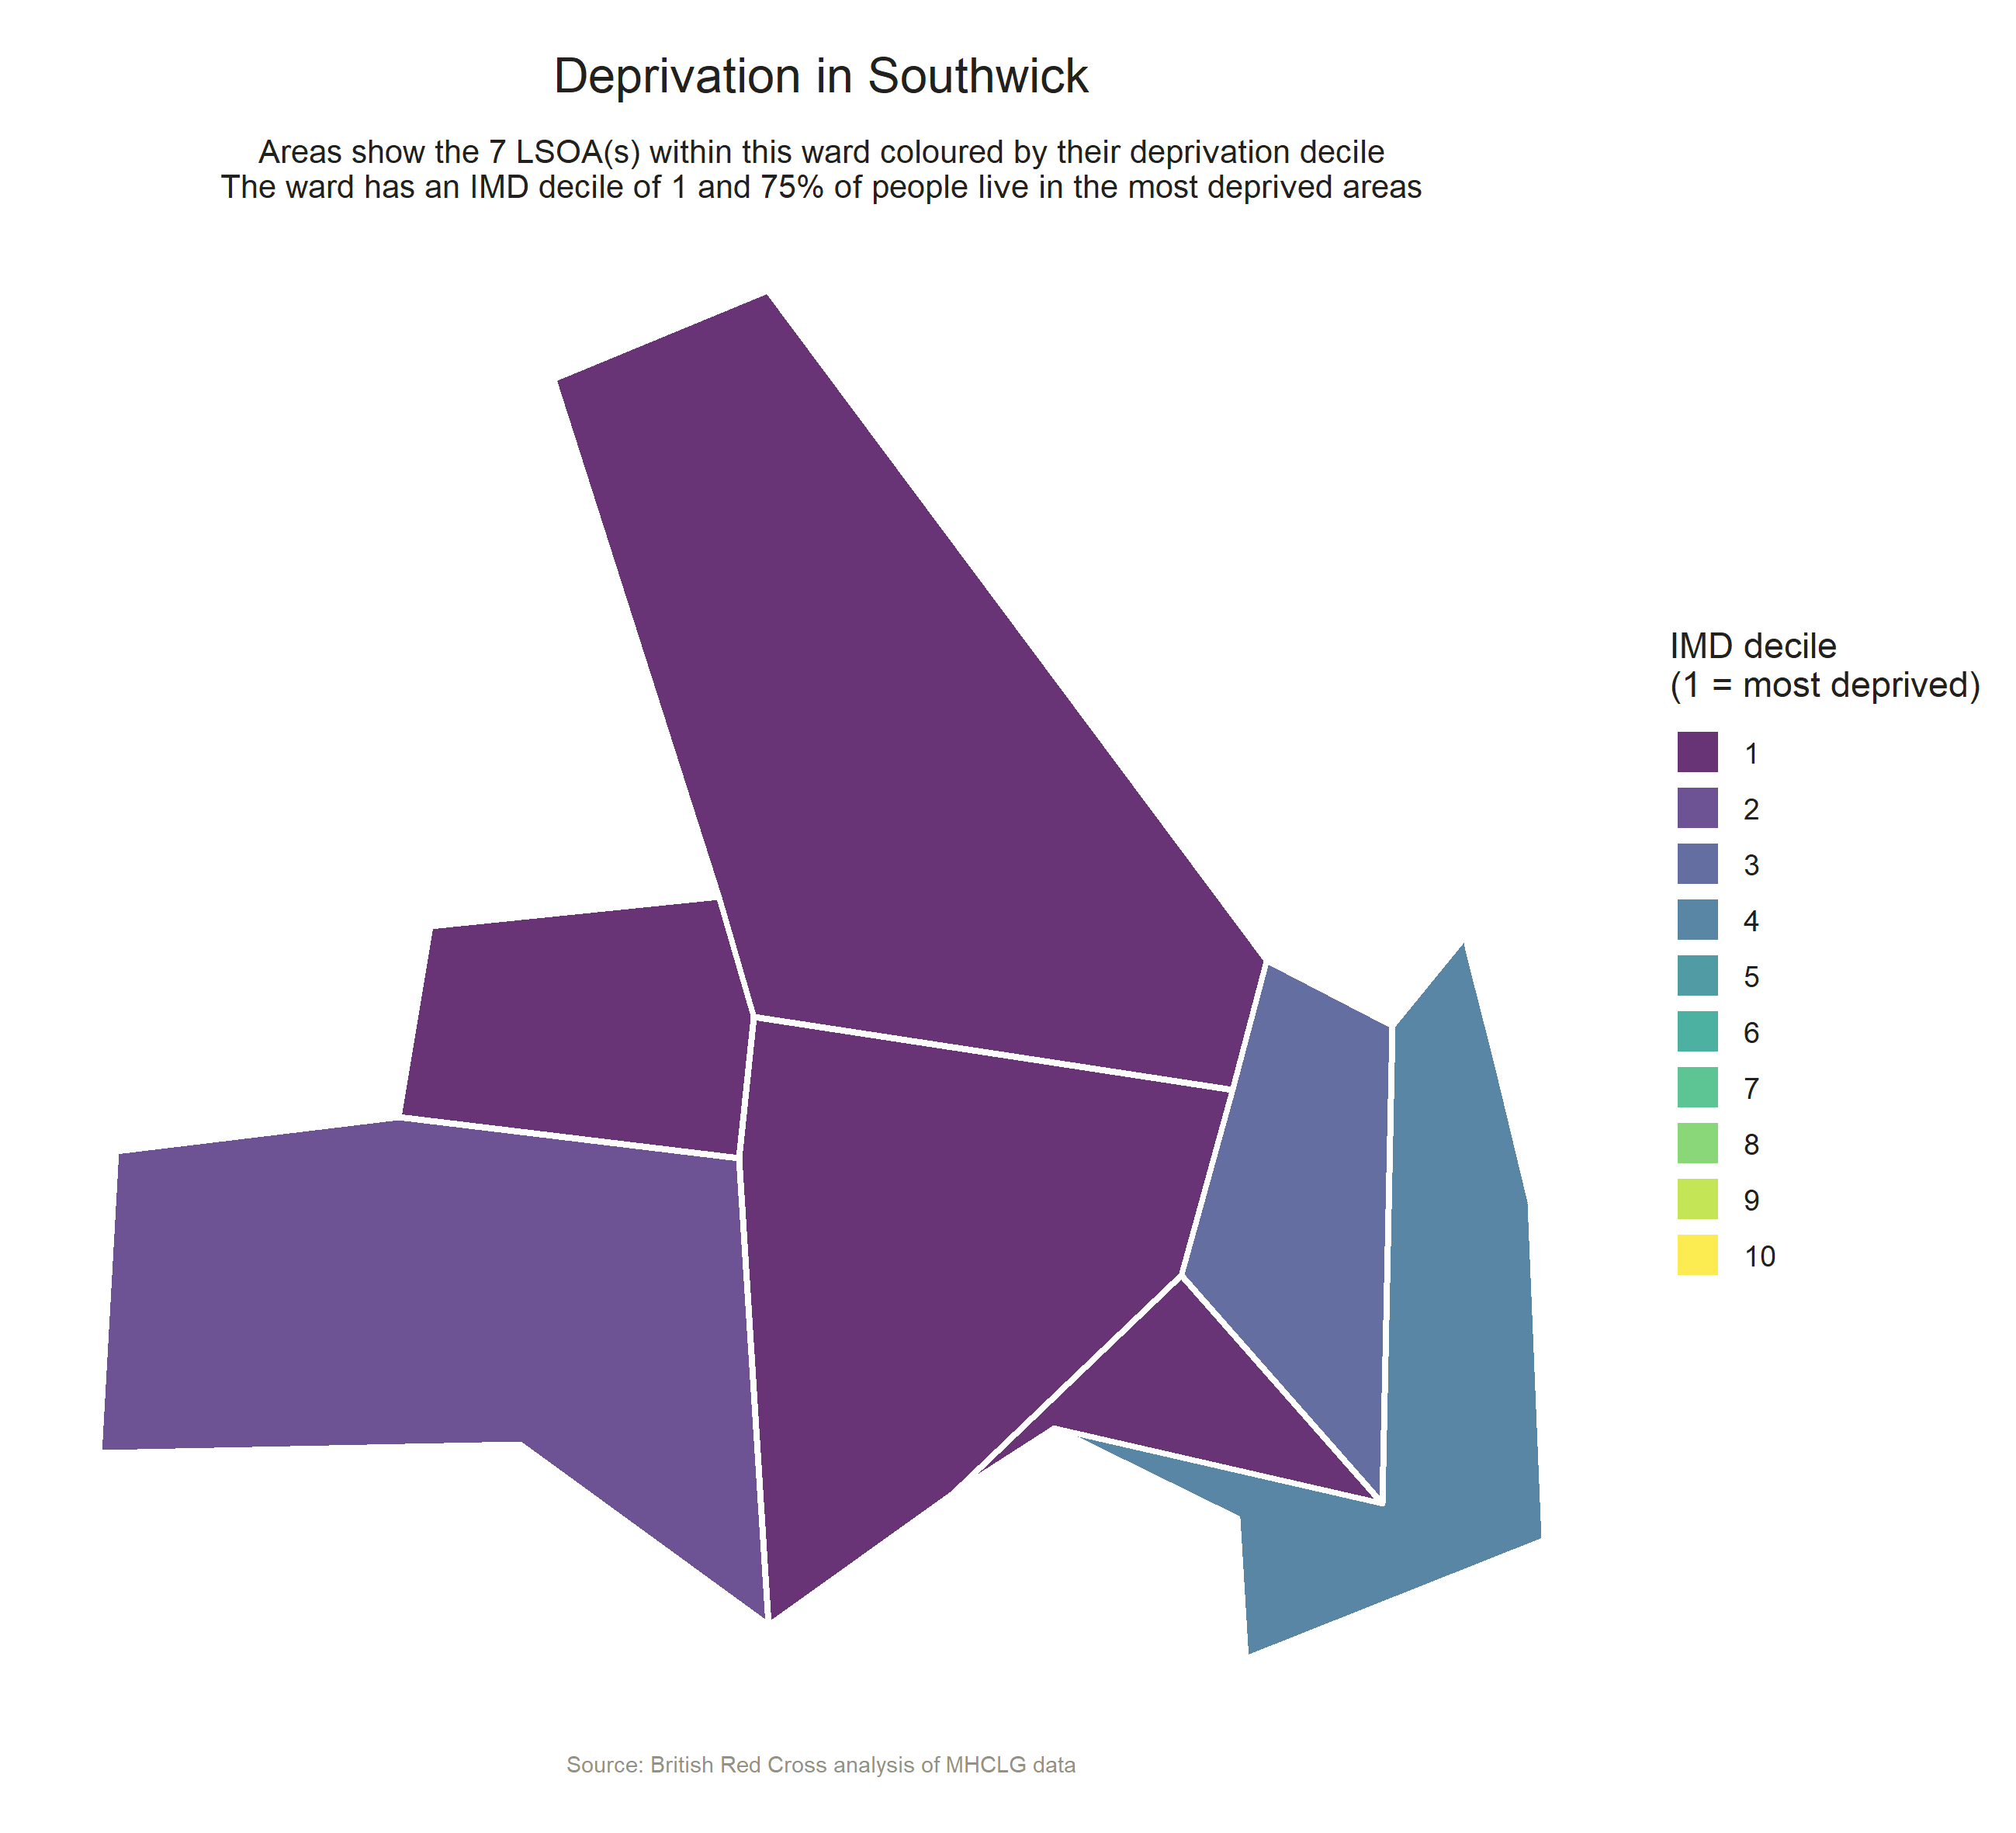 Deprivation in Southwick
Areas show the 7 LSOA(s) within this ward coloured by their deprivation decile
The ward has an IMD decile of 1 and 75% of people live in the most deprived areas
IMD decile
(1 = most deprived)
1
2
3
4
5
6
7
8
9
10
Source: British Red Cross analysis of MHCLG data